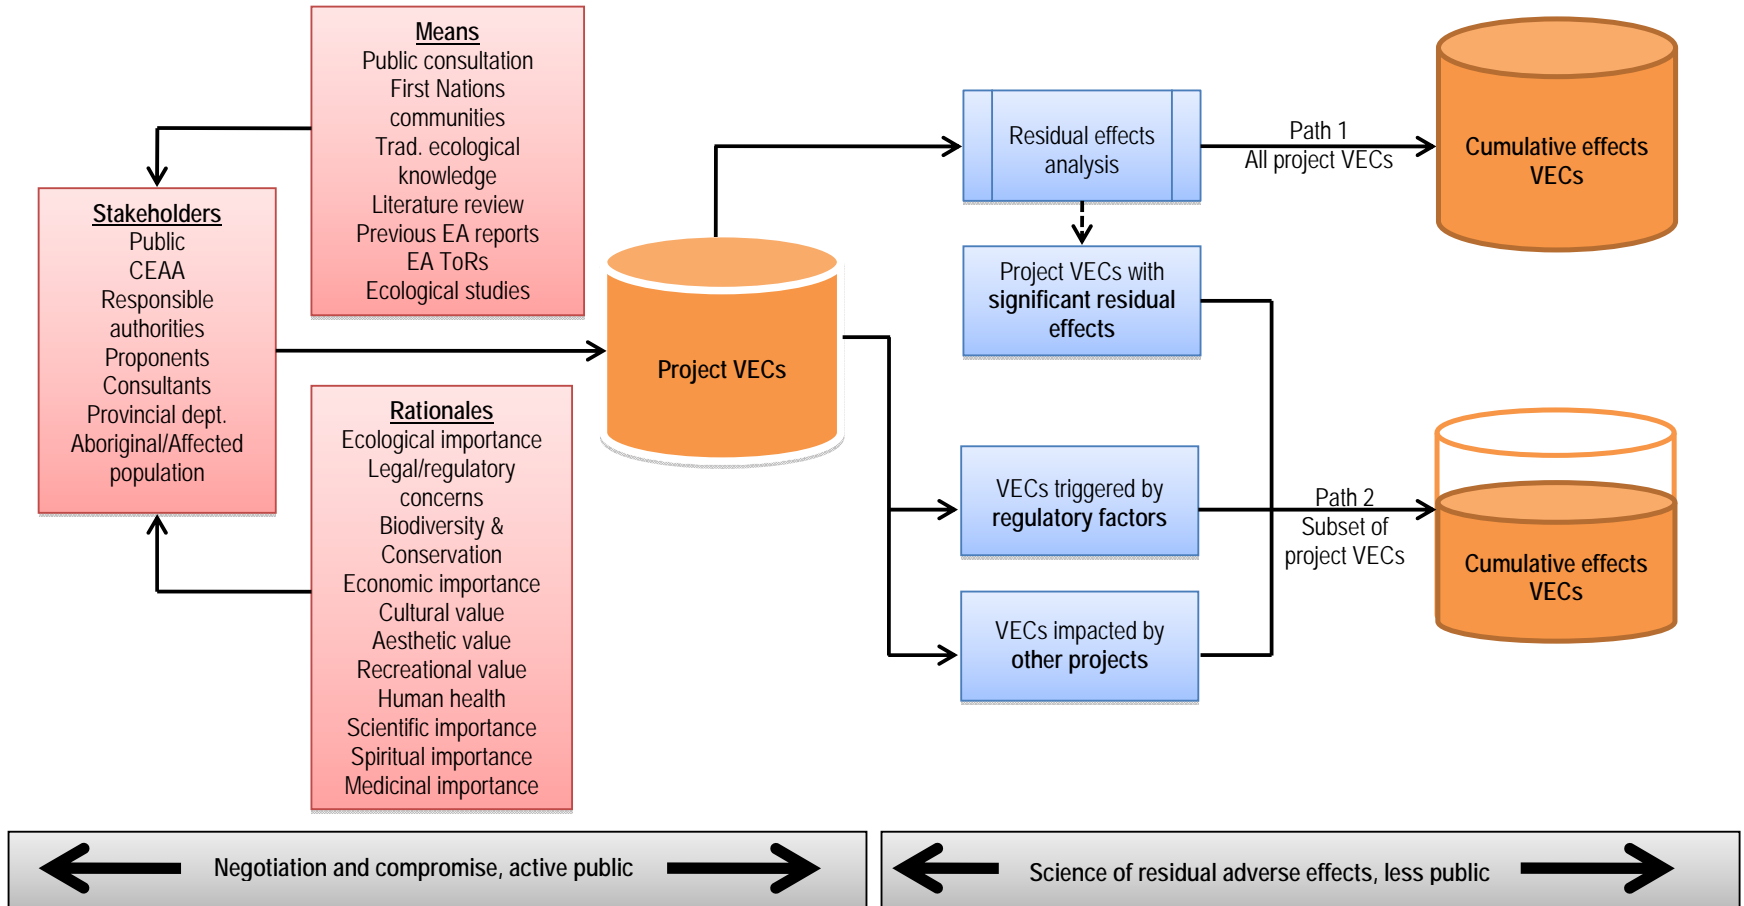 Means
Public consultation
First Nations
communities
Trad. ecological
knowledge
Literature review
Previous EA reports
EA ToRs
Ecological studies
Stakeholders
Public
CEAA
Responsible
authorities
Proponents
Consultants
Provincial dept.
Aboriginal/Affected
population
Rationales
Ecological importance
Legal/regulatory
concerns
Biodiversity &
Conservation
Economic importance
Cultural value
Aesthetic value
Recreational value
Human health
Scientific importance
Spiritual importance
Medicinal importance
Project VECs
Residual effects
analysis
Project VECs with
significant residual
effects
VECs triggered by
regulatory factors
VECs impacted by
other projects
Path 1
All project VECs
Cumulative effects
VECs
Path 2
Subset of
project VECs
Cumulative effects
VECs
Negotiation and compromise, active public
Science of residual adverse effects, less public